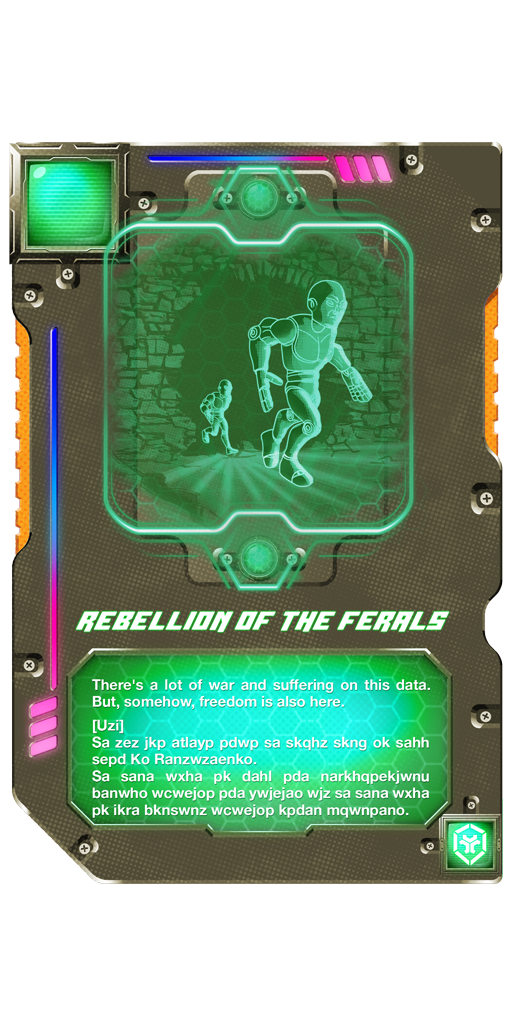 REBELLION OF THE FERALS
There's a lot of war and suffering on this data.
But, somehow, freedom is also here.
[Uzi]
Sa zez jkp atlayp pdwp sa skqhz skng ok sahh
sepd Ko Ranzwzaenko.
Sa sana wxha pk dahl pda narkhqpekjwnu
banwho wcwejop pda ywjejao wjz sa sana wxha
pk ikra bknswnz wcwejop kpdan mqwnpano.